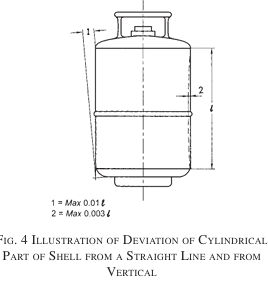 1
2
ℓ
1 = Max 0.01 ℓ
2 = Max 0.003 ℓ
FIG. 4 ILLUSTRATION OF DEVIATION OF CYLINDRICAL
PART OF SHELL FROM A STRAIGHT LINE AND FROM
VERTICAL